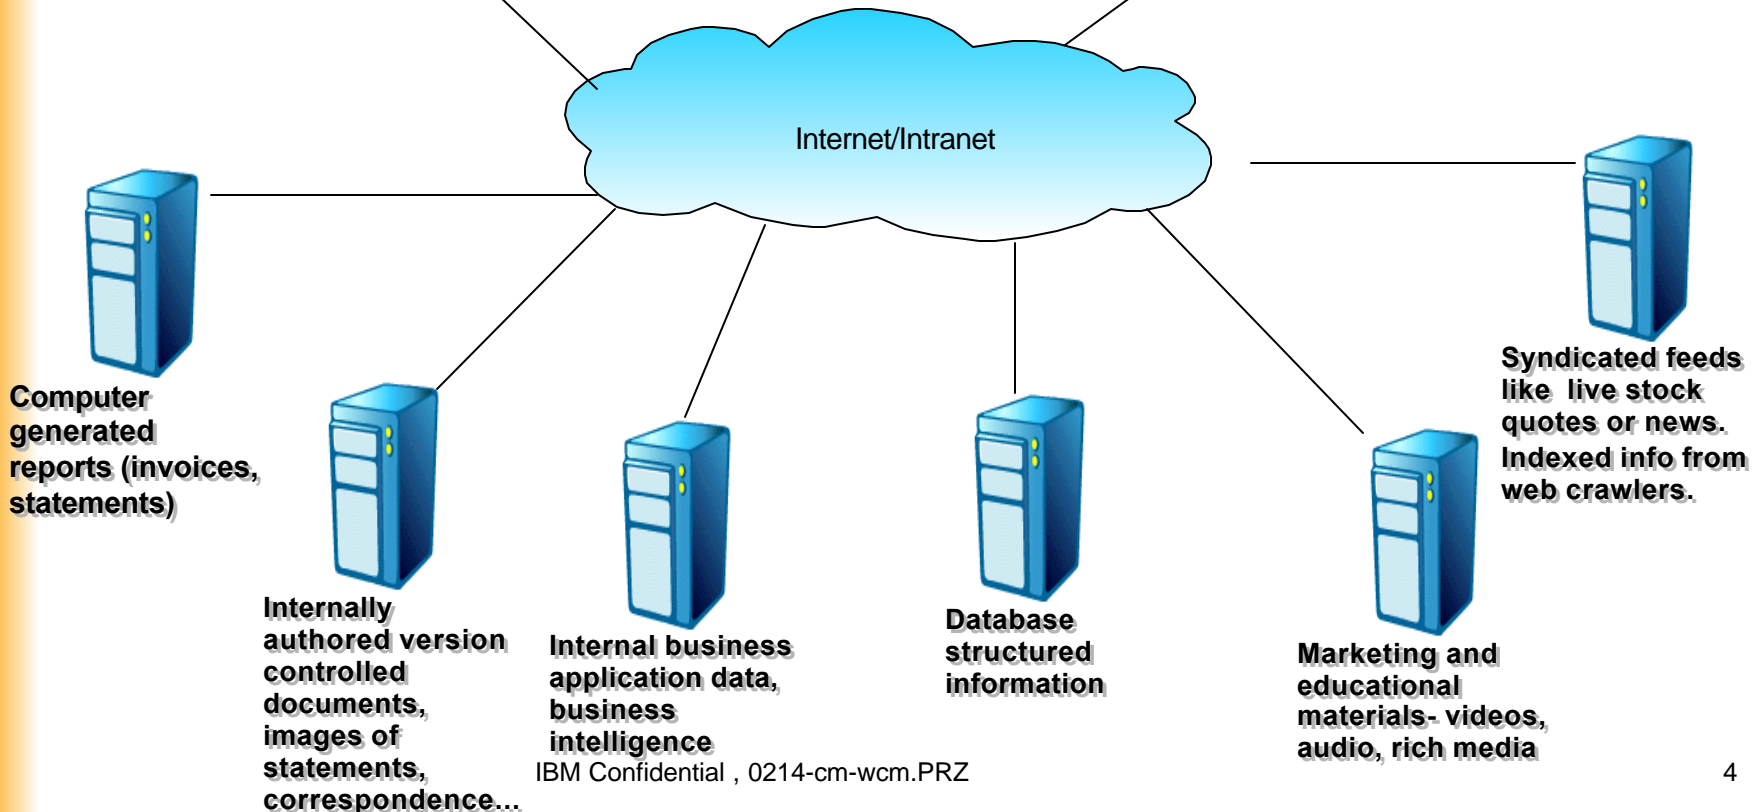 Internet/Intranet
Computer
generated
reports (invoices,
statements)
Internally
authored version
controlled
documents,
images of
statements,
correspondence...
Internal business
application data,
business
intelligence
Database
structured
information
Marketing and
educational
materials- videos,
audio, rich media
Syndicated feeds
like live stock
quotes or news.
Indexed info from
web crawlers.
IBM Confidential , 0214-cm-wcm.PRZ
4